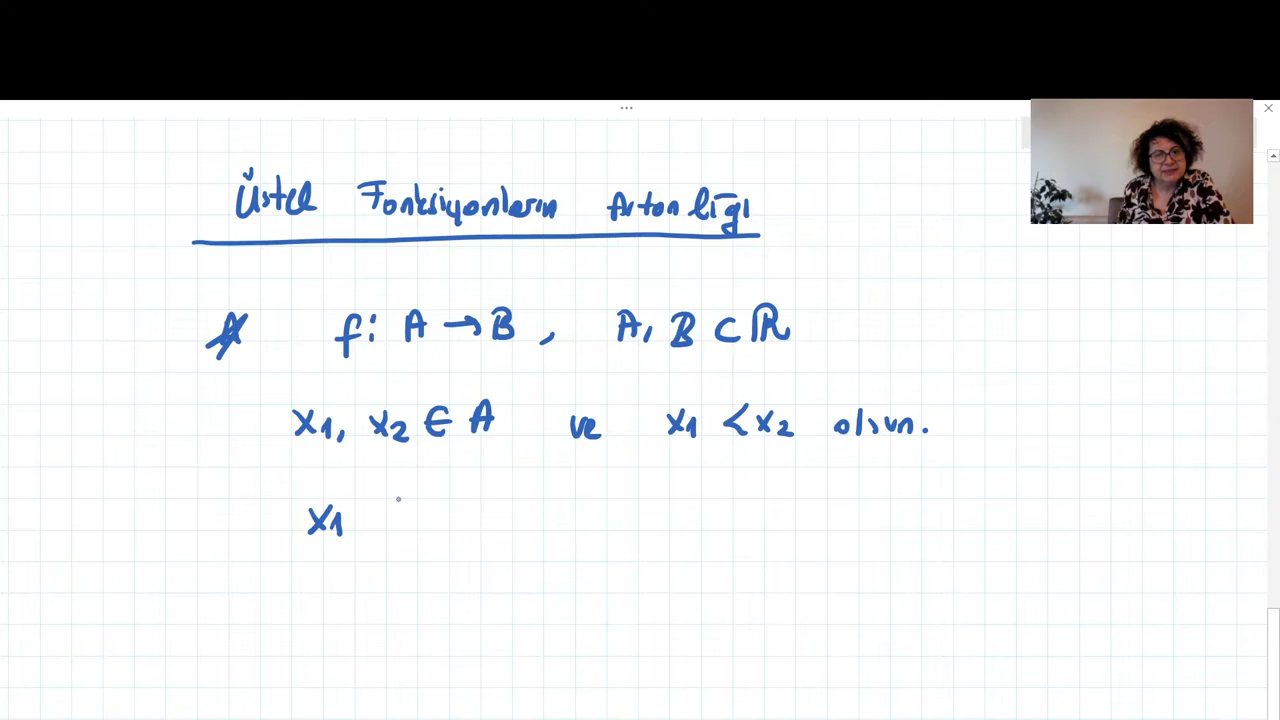 Üstel Fonksiyonların Artanlığı
f: A → B , A, B ⊂ ℝ
x1, x2 ∈ A ve x1 < x2 olsun.
x1